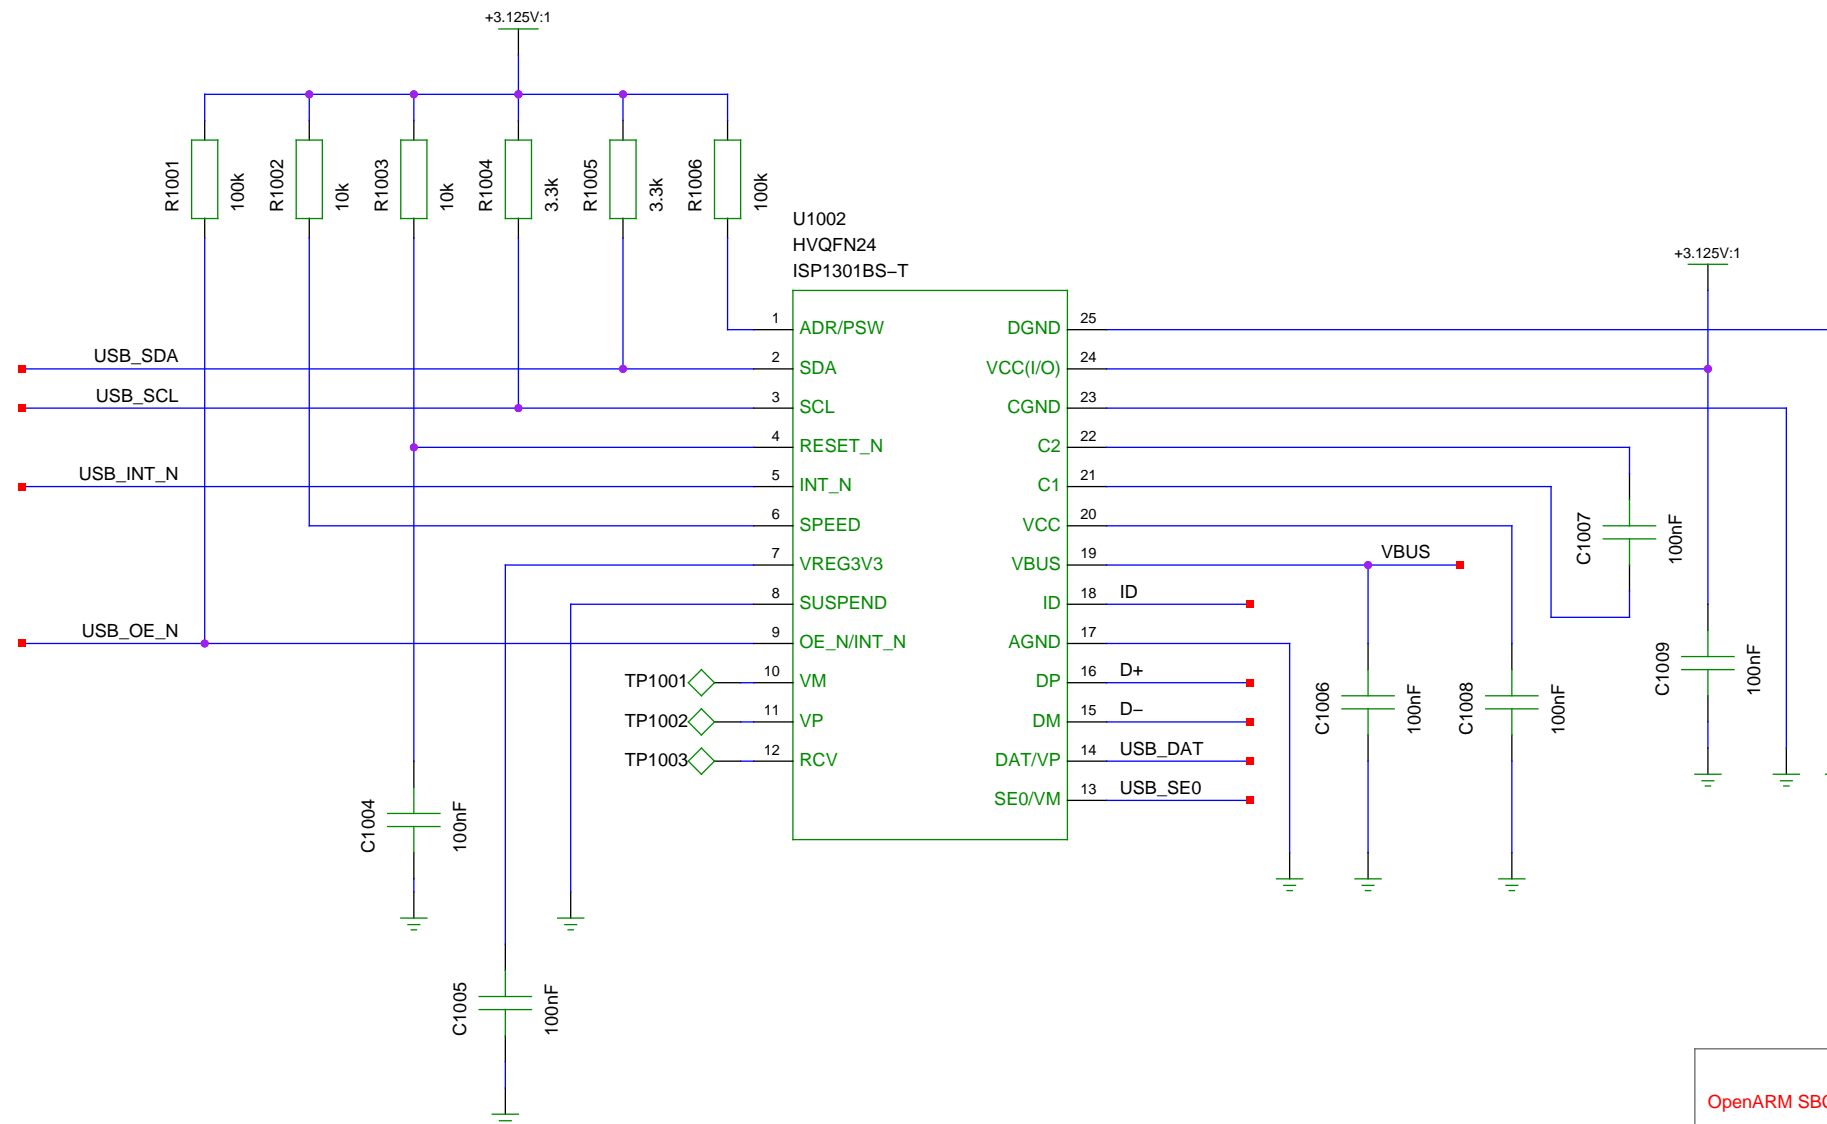 +3.125V:1
R1001
100k
R1002
10k
R1003
10k
R1004
3.3k
R1005
3.3k
R1006
100k
U1002
HVQFN24
ISP1301BS−T
+3.125V:1
1
ADR/PSW
DGND
25
USB_SDA
2
SDA
VCC(I/O)
24
USB_SCL
3
SCL
CGND
23
4
RESET_N
C2
22
USB_INT_N
5
INT_N
C1
21
6
SPEED
VCC
20
7
VREG3V3
VBUS
19
VBUS
8
SUSPEND
ID
18
ID
USB_OE_N
9
OE_N/INT_N
AGND
17
TP1001
10
VM
DP
16
D+
TP1002
11
VP
DM
15
D−
TP1003
12
RCV
DAT/VP
14
USB_DAT
SE0/VM
13
USB_SE0
C1007
100nF
C1009
100nF
C1006
100nF
C1008
100nF
C1004
100nF
C1005
100nF
OpenARM SBC